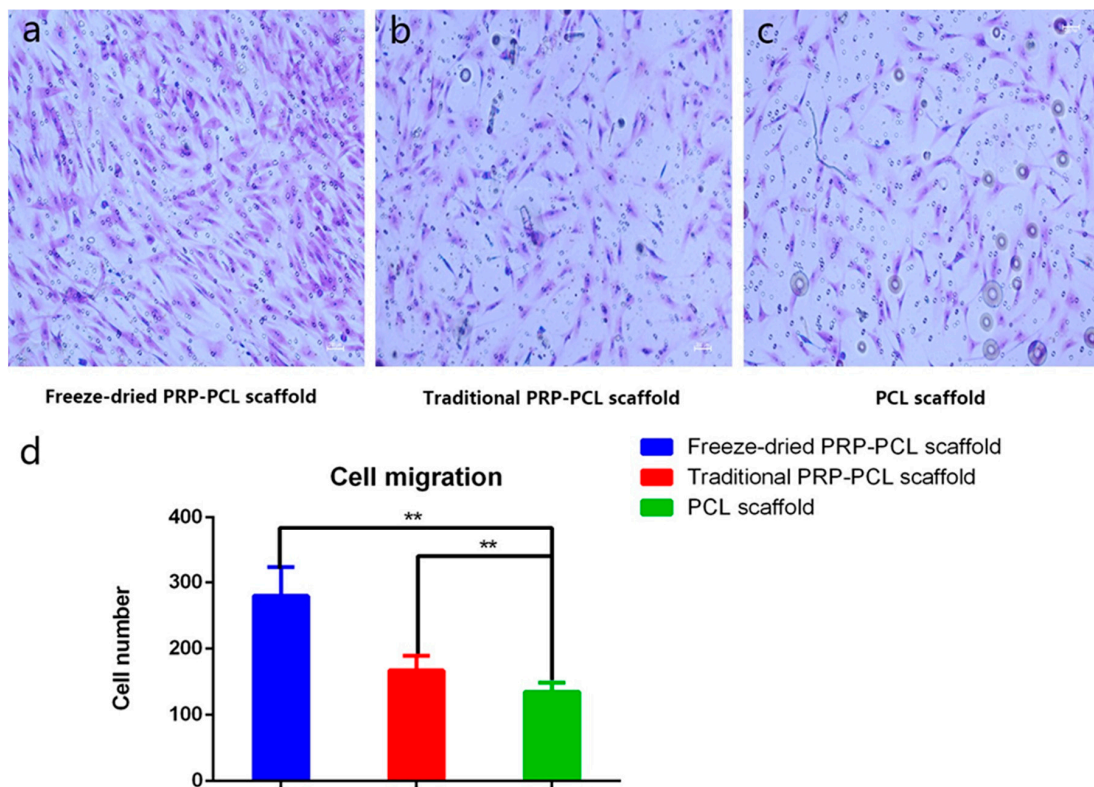 a
b
c
Freeze-dried PRP-PCL scaffold
Traditional PRP-PCL scaffold
PCL scaffold
d
Freeze-dried PRP-PCL scaffold
Traditional PRP-PCL scaffold
PCL scaffold
Cell migration
Cell number
400
300
200
100
0
**
**